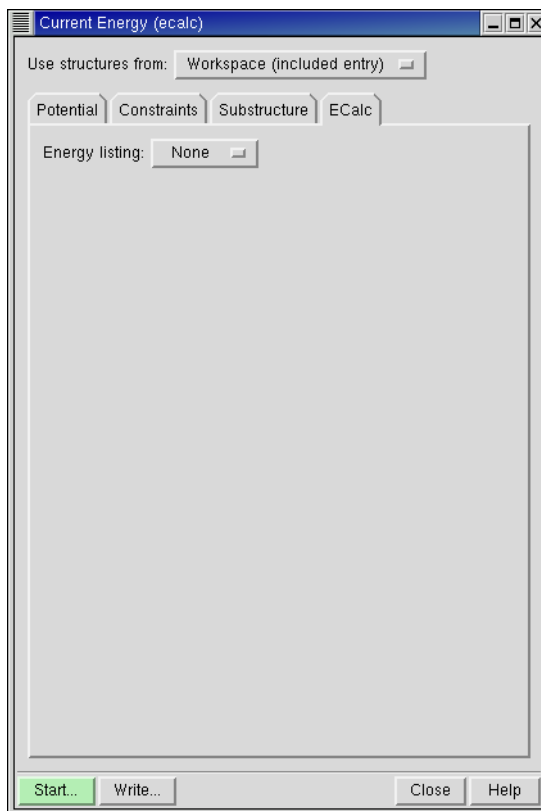 Current Energy (ecalc)
Use structures from: Workspace (included entry)
Potential Constraints Substructure ECalc
Energy listing: None
Start... Write... Close Help